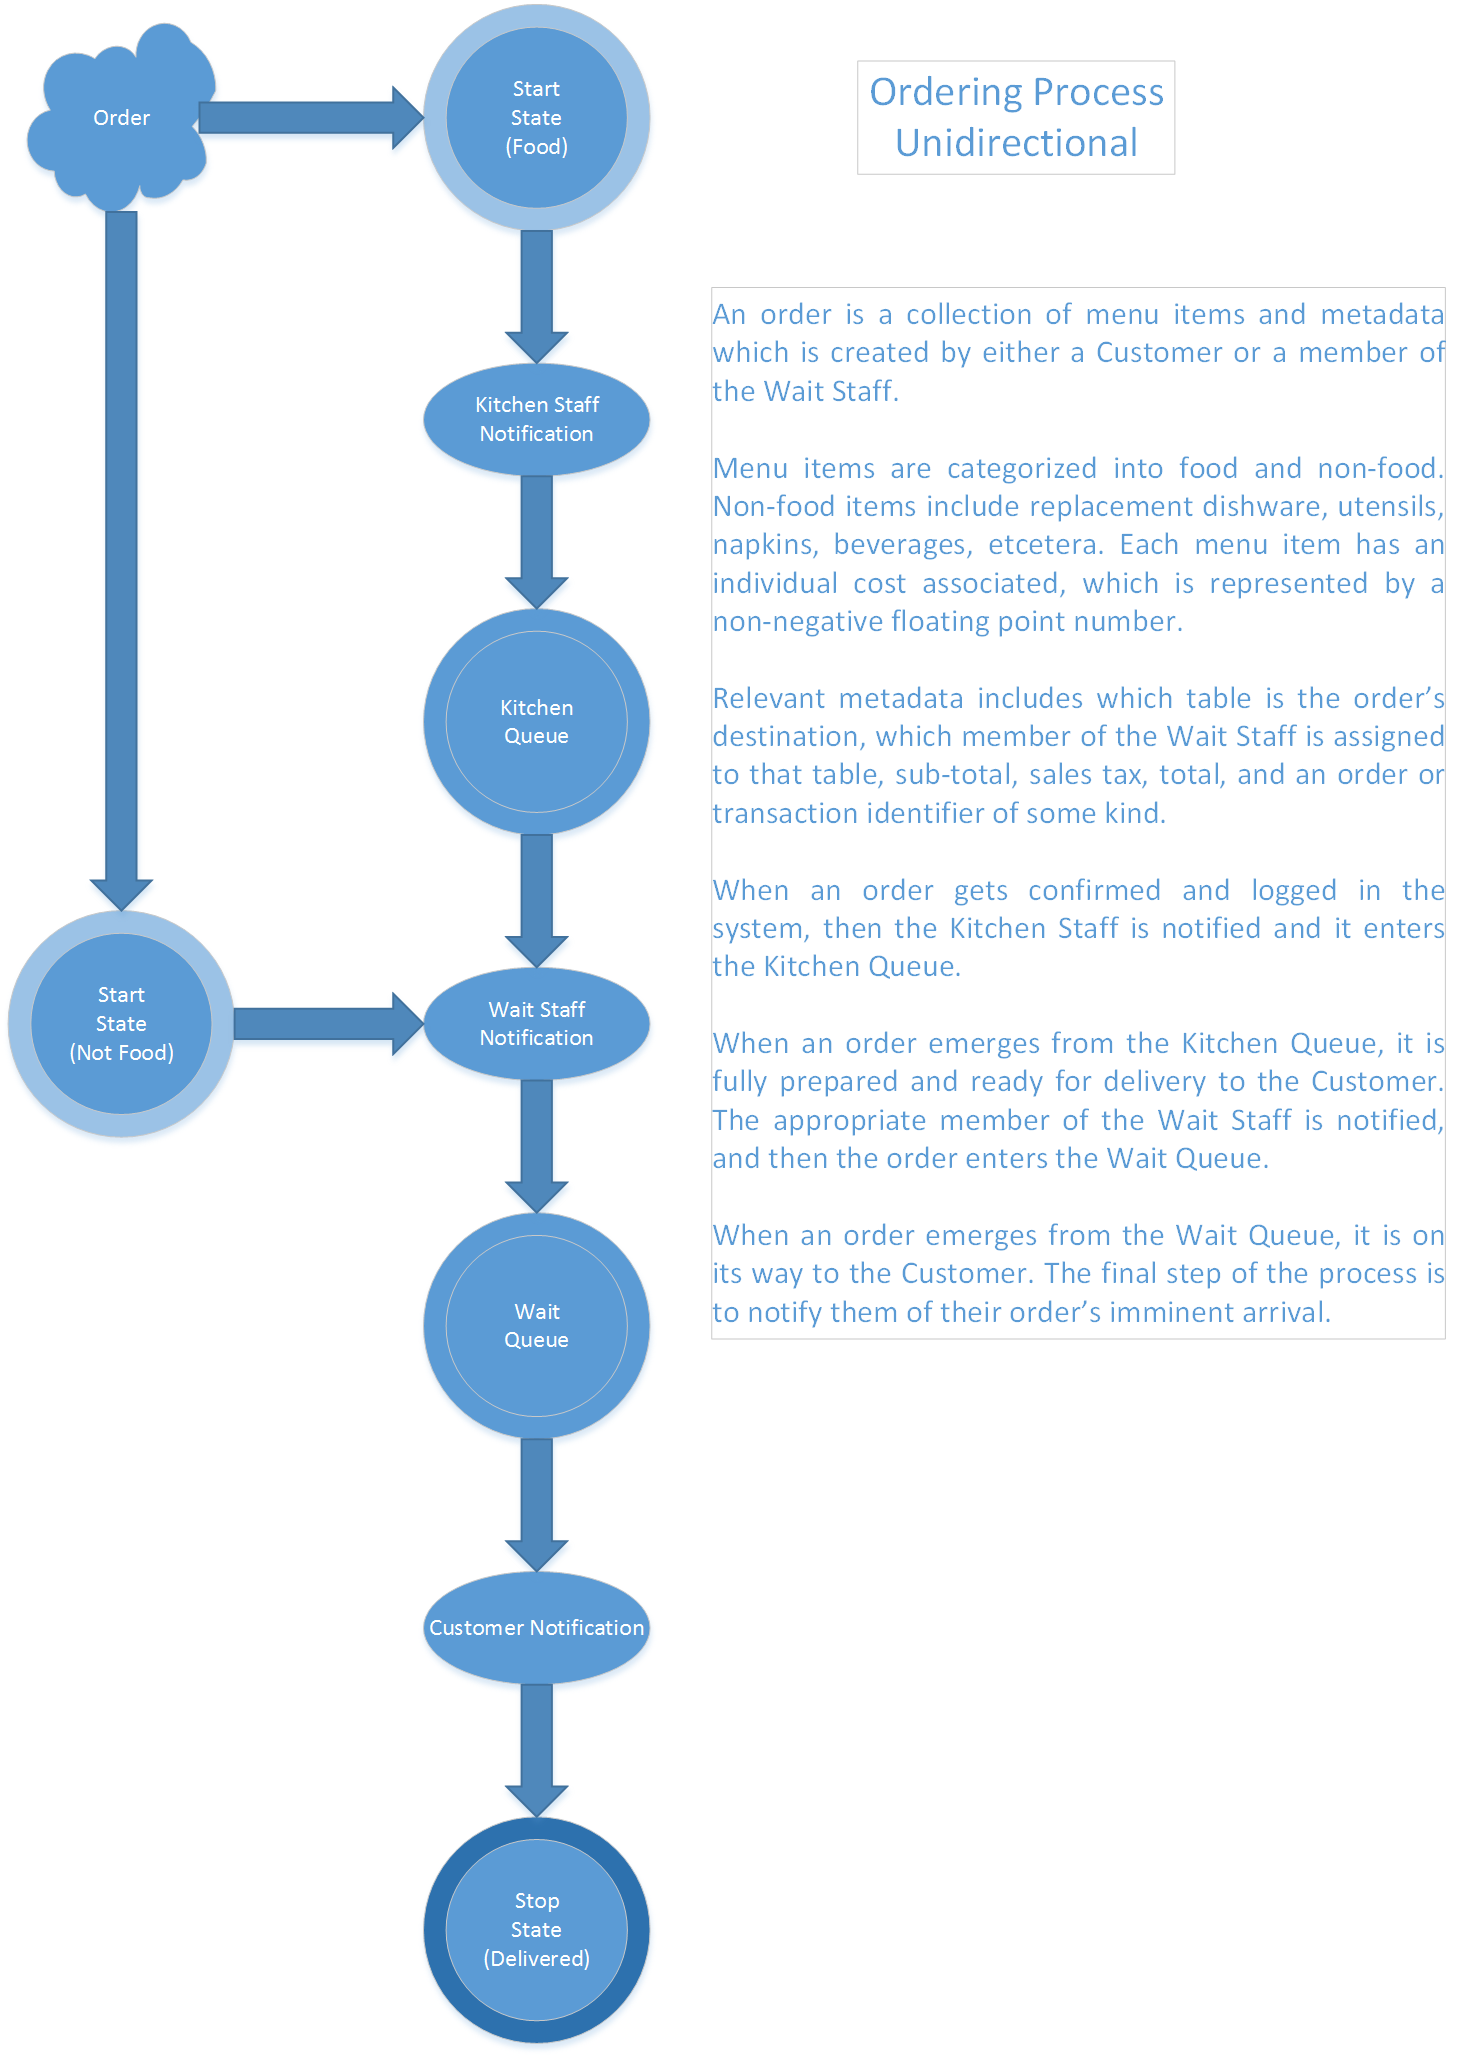 Order
Start
State
(Food)
Ordering Process
Unidirectional
An order is a collection of menu items and metadata
which is created by either a Customer or a member of
the Wait Staff.
Menu items are categorized into food and non-food.
Non-food items include replacement dishware, utensils,
napkins, beverages, etcetera. Each menu item has an
individual cost associated, which is represented by a
non-negative floating point number.
Relevant metadata includes which table is the order’s
destination, which member of the Wait Staff is assigned
to that table, sub-total, sales tax, total, and an order or
transaction identifier of some kind.
When an order gets confirmed and logged in the
system, then the Kitchen Staff is notified and it enters
the Kitchen Queue.
When an order emerges from the Kitchen Queue, it is
fully prepared and ready for delivery to the Customer.
The appropriate member of the Wait Staff is notified,
and then the order enters the Wait Queue.
When an order emerges from the Wait Queue, it is on
its way to the Customer. The final step of the process is
to notify them of their order’s imminent arrival.
Kitchen Staff
Notification
Kitchen
Queue
Start
State
(Not Food)
Wait Staff
Notification
Wait
Queue
Customer Notification
Stop
State
(Delivered)